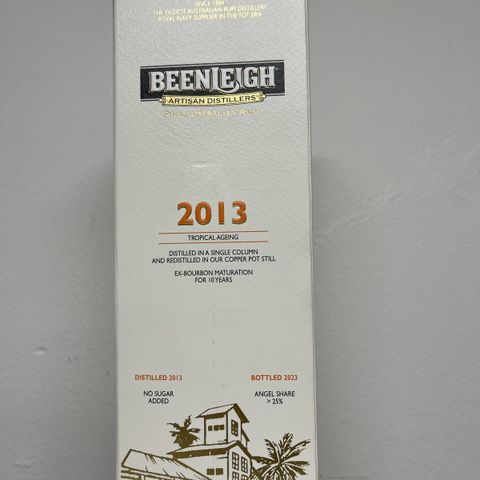 SINCE 1884
THE OLDEST AUSTRALIAN RUM DISTILLERY
ROYAL NAVY SUPPLIER IN THE TOT ERA
BEENLEIGH
ARTISAN DISTILLERS
FINE AUSTRALIAN RUM
2013
TROPICAL AGEING
DISTILLED IN A SINGLE COLUMN
AND REDISTILLED IN OUR COPPER POT STILL
EX-BOURBON MATURATION
FOR 10 YEARS
DISTILLED 2013
NO SUGAR
ADDED
BOTTLED 2023
ANGEL SHARE
> 25%